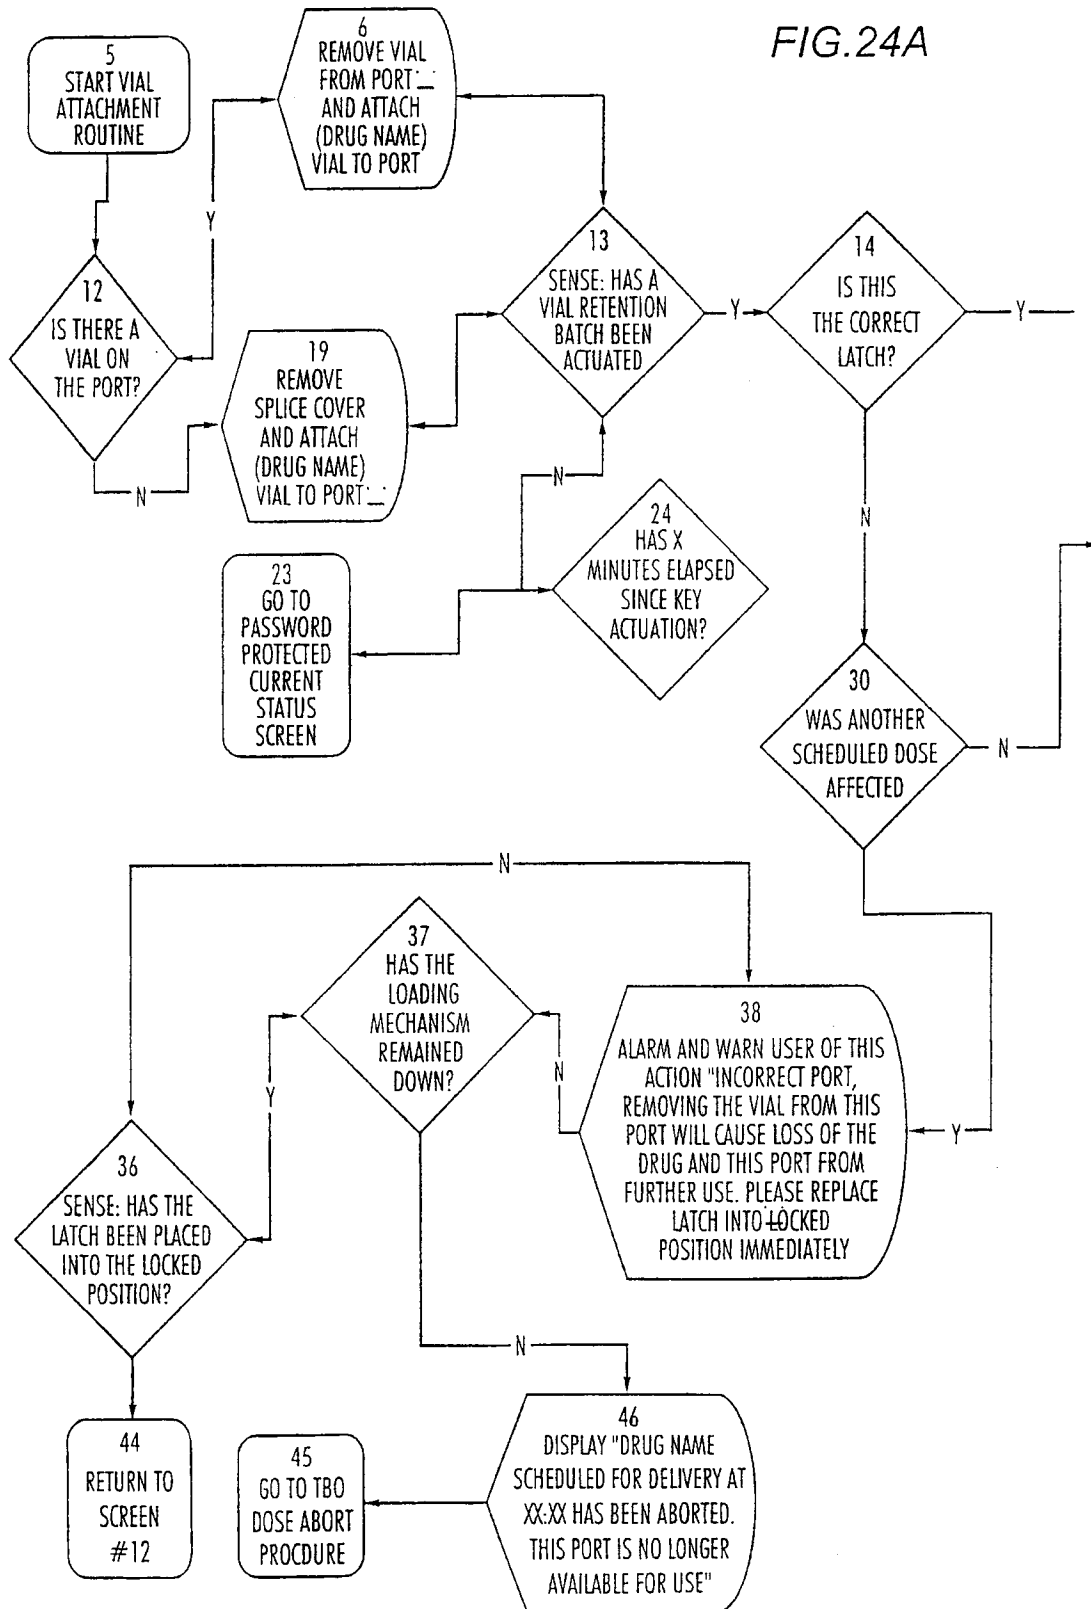 FIG.24A
5
START VIAL
ATTACHMENT
ROUTINE
6
REMOVE VIAL
FROM PORT:__
AND ATTACH
(DRUG NAME)
VIAL TO PORT
Y
12
IS THERE A
VIAL ON
THE PORT?
N
19
REMOVE
SPLICE COVER
AND ATTACH
(DRUG NAME)
VIAL TO PORT:__
13
SENSE: HAS A
VIAL RETENTION
BATCH BEEN
ACTUATED
Y
14
IS THIS
THE CORRECT
LATCH?
Y
N
N
24
HAS X
MINUTES ELAPSED
SINCE KEY
ACTUATION?
23
GO TO
PASSWORD
PROTECTED
CURRENT
STATUS
SCREEN
30
WAS ANOTHER
SCHEDULED DOSE
AFFECTED
N
Y
N
37
HAS THE
LOADING
MECHANISM
REMAINED
DOWN?
N
Y
38
ALARM AND WARN USER OF THIS
ACTION "INCORRECT PORT,
REMOVING THE VIAL FROM THIS
PORT WILL CAUSE LOSS OF THE
DRUG AND THIS PORT FROM
FURTHER USE. PLEASE REPLACE
LATCH INTO LOCKED
POSITION IMMEDIATELY
36
SENSE: HAS THE
LATCH BEEN PLACED
INTO THE LOCKED
POSITION?
N
44
RETURN TO
SCREEN
#12
45
GO TO TBO
DOSE ABORT
PROCDURE
46
DISPLAY "DRUG NAME
SCHEDULED FOR DELIVERY AT
XX:XX HAS BEEN ABORTED.
THIS PORT IS NO LONGER
AVAILABLE FOR USE"